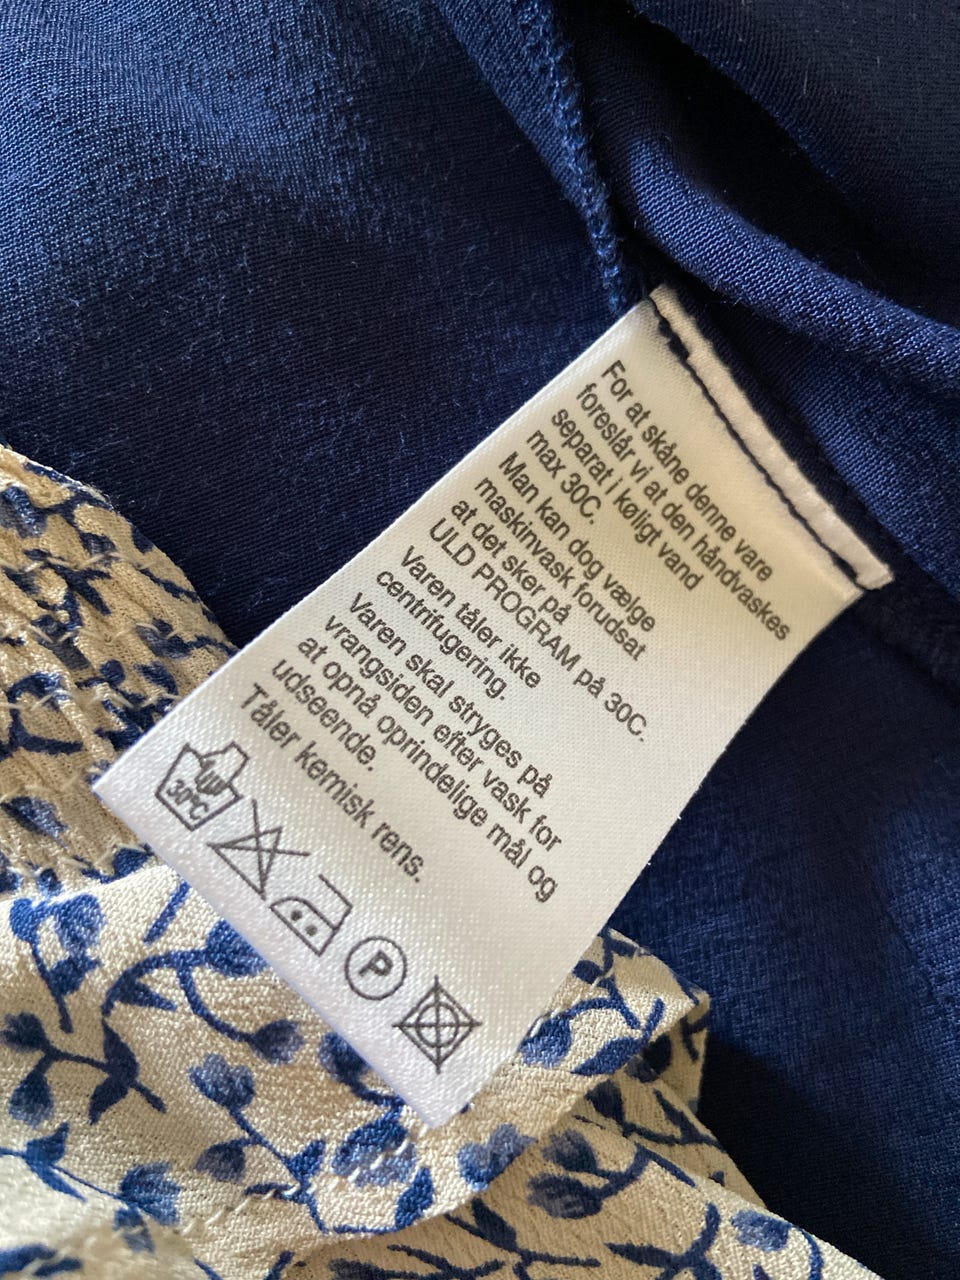 For at skåne denne vare
foreslår vi at den håndvaskes
separat i køligt vand
max 30C.
Man kan dog vælge
maskinvask forudsat
at det sker på
ULD PROGRAM på 30C.
Varen tåler ikke
centrifugering.
Varen skal stryges på
vrangsiden efter vask for
at opnå oprindelige mål og
udseende.
Tåler kemisk rens.
30°C
P